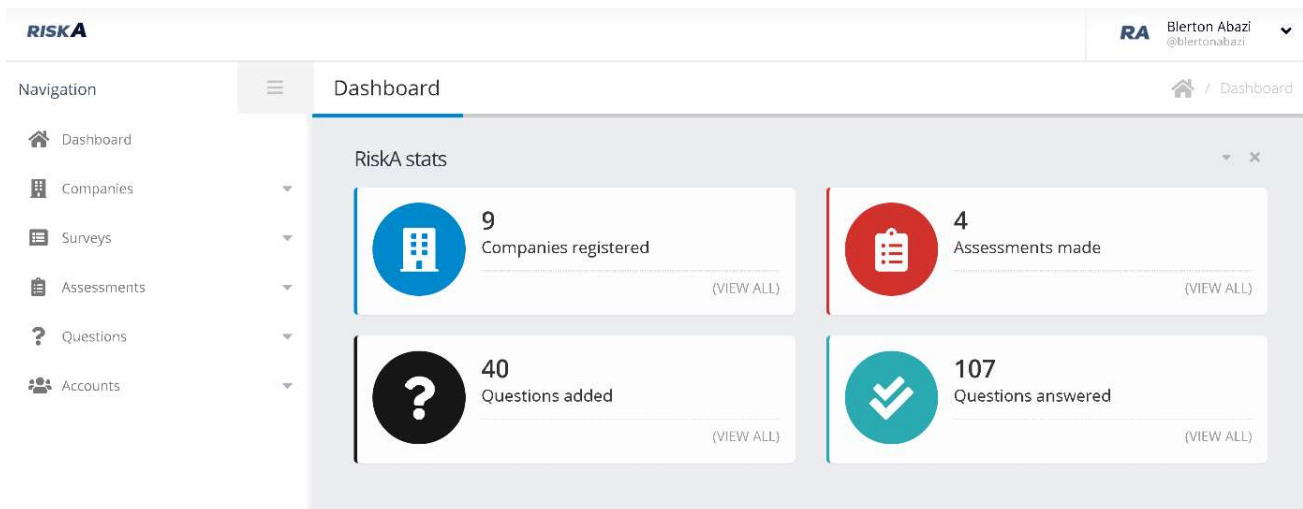 RISKA
RA
Blerton Abazi
@blertonabazi
Navigation
Dashboard
/ Dashboard
Dashboard
Companies
Surveys
Assessments
Questions
Accounts
RiskA stats
9
Companies registered
(VIEW ALL)
4
Assessments made
(VIEW ALL)
40
Questions added
(VIEW ALL)
107
Questions answered
(VIEW ALL)